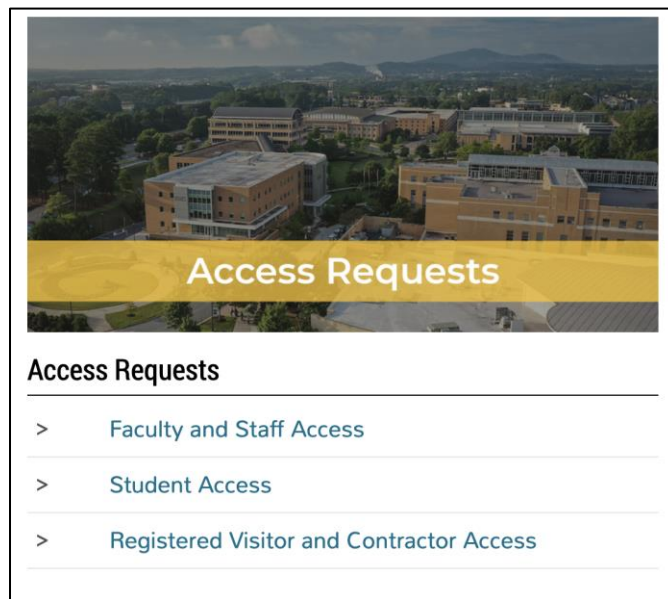 Access Requests
Access Requests
> Faculty and Staff Access
> Student Access
> Registered Visitor and Contractor Access